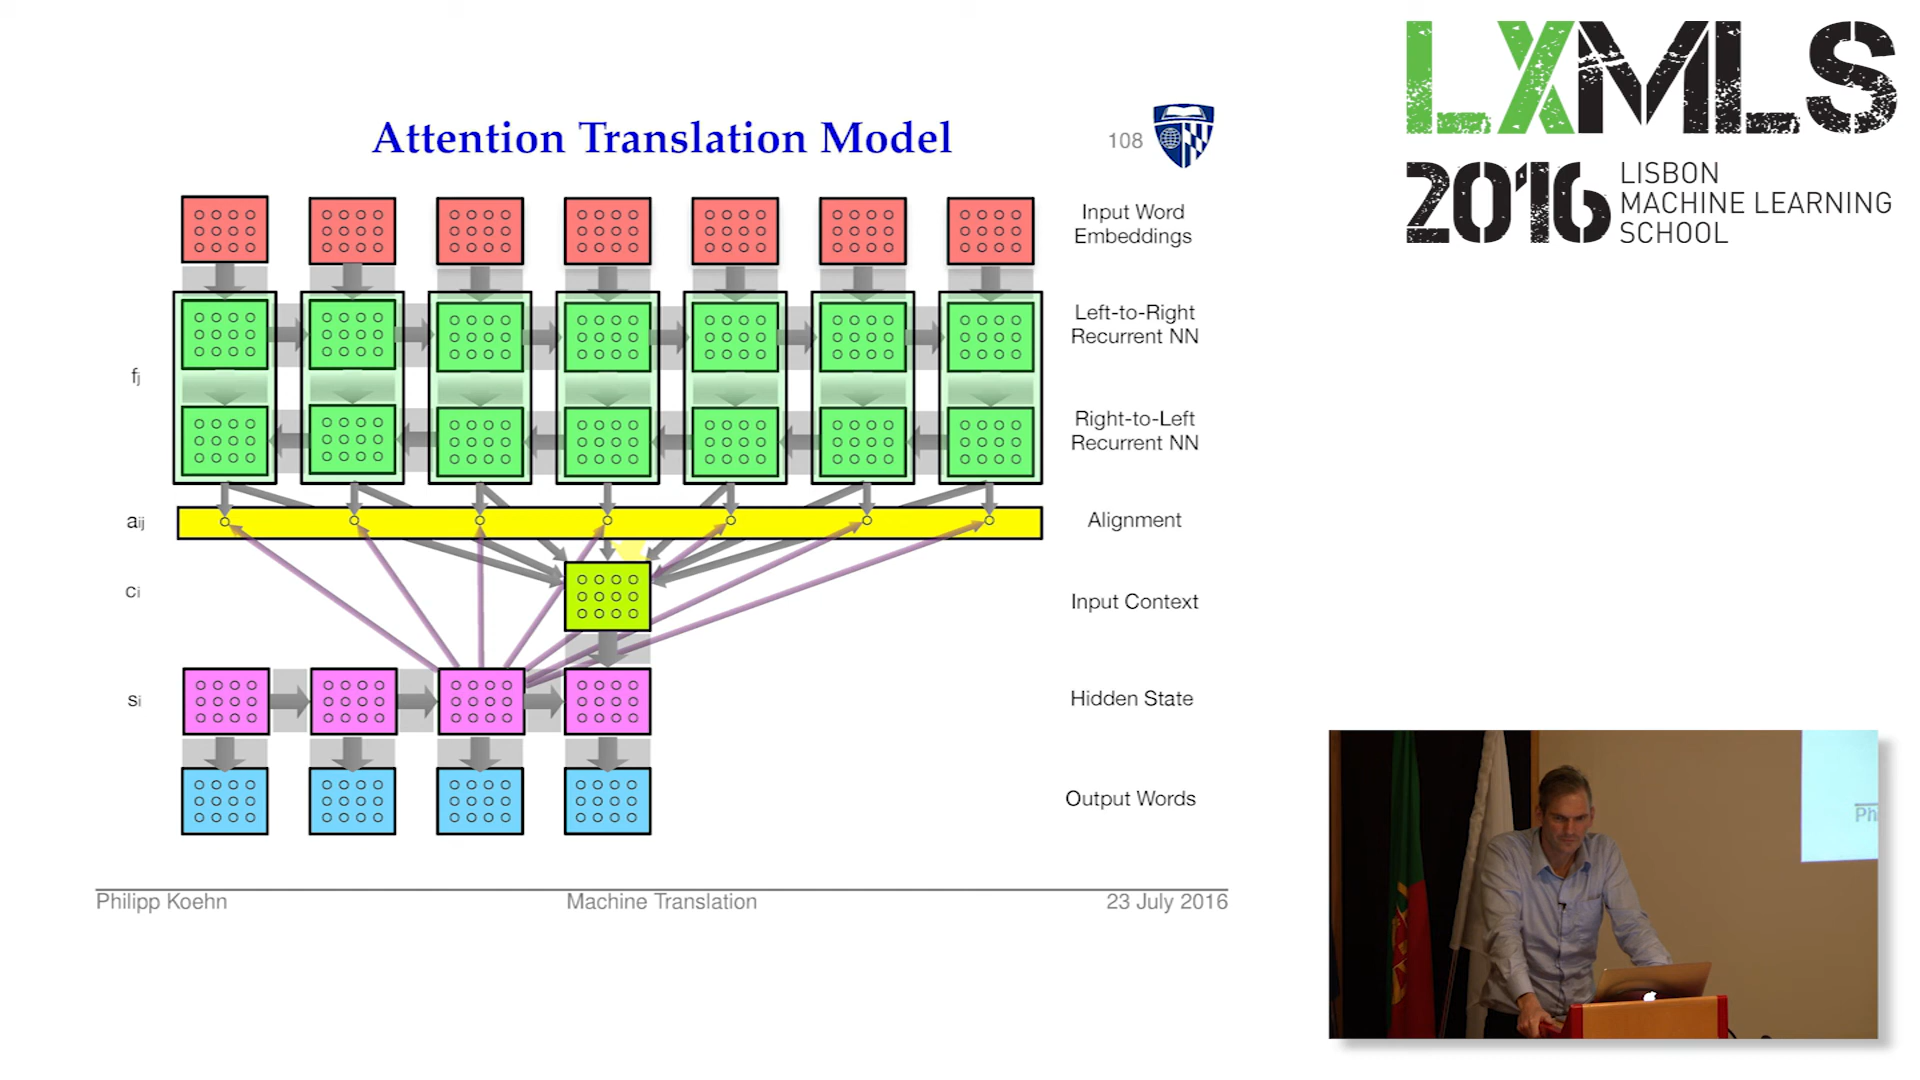 Attention Translation Model
108
Input Word
Embeddings
Left-to-Right
Recurrent NN
fj
Right-to-Left
Recurrent NN
aij
Alignment
ci
Input Context
si
Hidden State
Output Words
Philipp Koehn
Machine Translation
23 July 2016
LXMLS
2016
LISBON
MACHINE LEARNING
SCHOOL
Ph